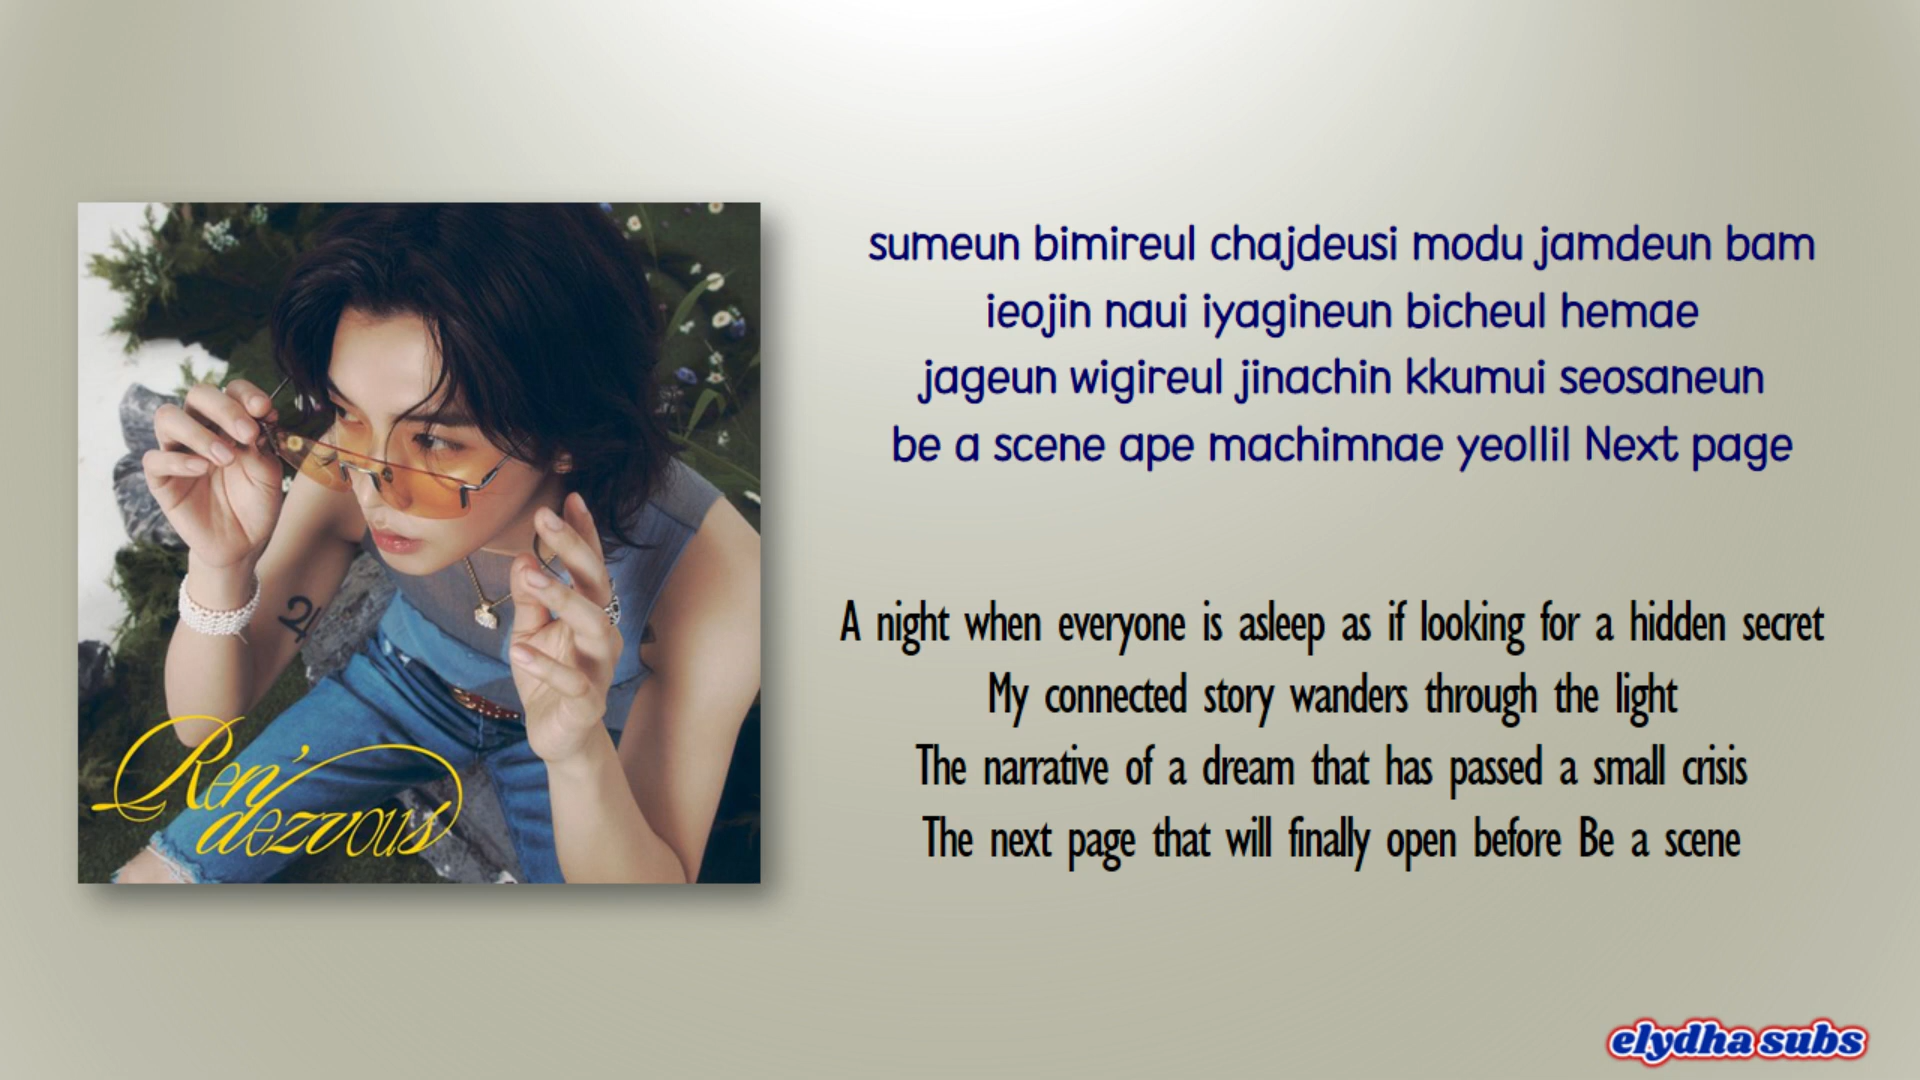 Ren'
dezvous
sumeun bimireul chajdeusi modu jamdeun bam
ieojin naui iyagineun bicheul hemae
jageun wigireul jinachin kkumui seosaneun
be a scene ape machimnae yeollil Next page
A night when everyone is asleep as if looking for a hidden secret
My connected story wanders through the light
The narrative of a dream that has passed a small crisis
The next page that will finally open before Be a scene
elydha subs